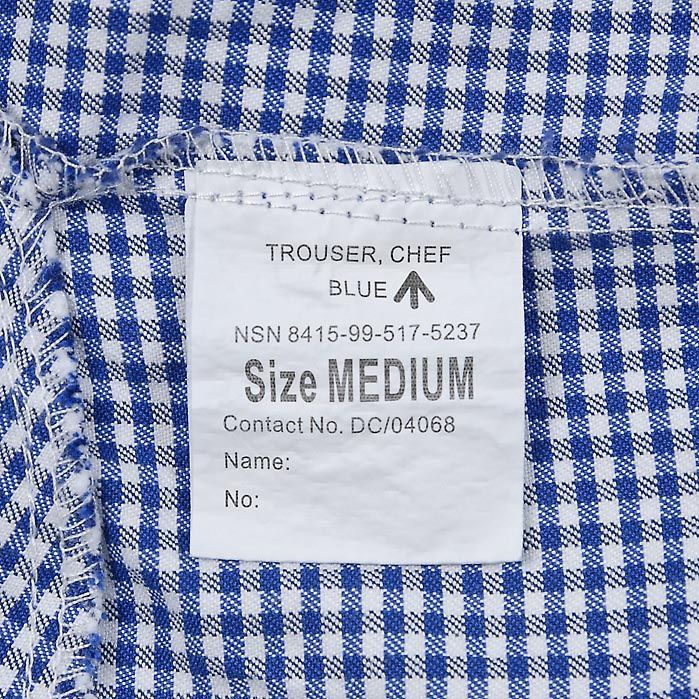 TROUSER, CHEF
BLUE
NSN 8415-99-517-5237
Size MEDIUM
Contact No. DC/04068
Name:
No: